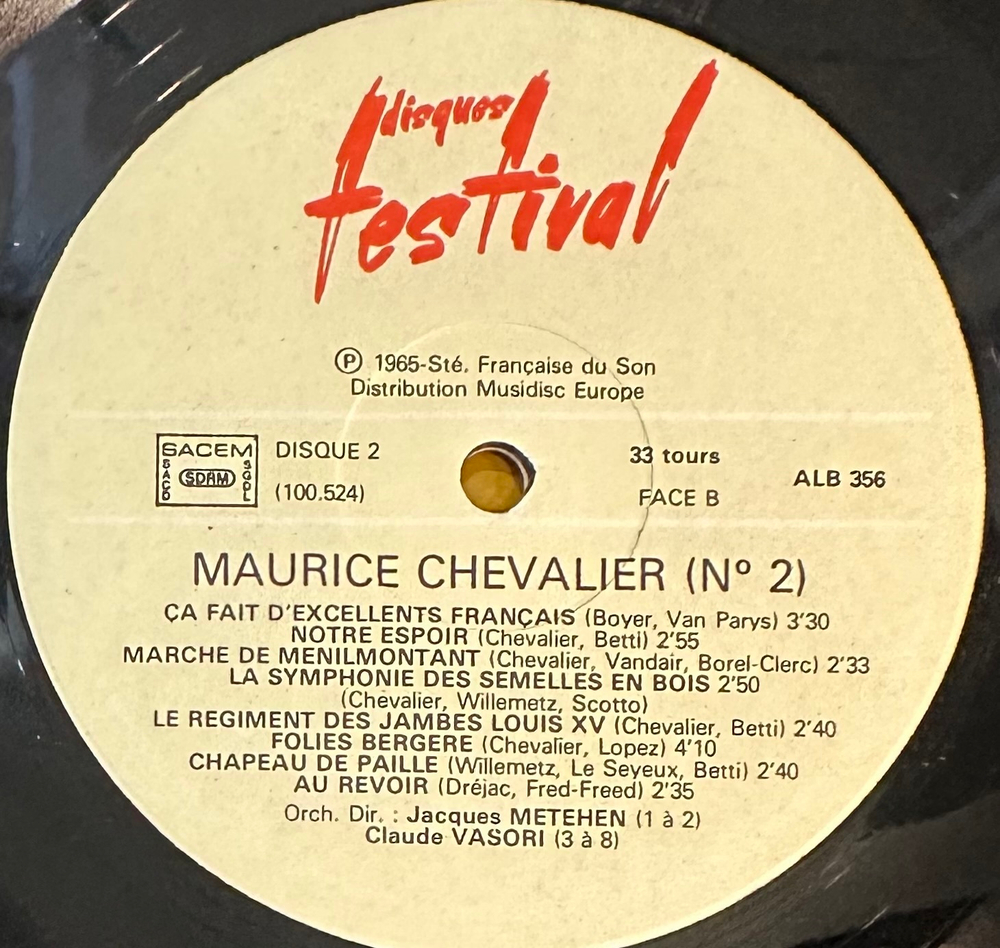 disques
festival
Ⓟ 1965-Sté. Française du Son
Distribution Musidisc Europe
SACEM
SACD
SDRM
SGDL
DISQUE 2
(100.524)
33 tours
FACE B
ALB 356
MAURICE CHEVALIER (Nº 2)
ÇA FAIT D'EXCELLENTS FRANÇAIS (Boyer, Van Parys) 3'30
NOTRE ESPOIR (Chevalier, Betti) 2'55
MARCHE DE MENILMONTANT (Chevalier, Vandair, Borel-Clerc) 2'33
LA SYMPHONIE DES SEMELLES EN BOIS 2'50
(Chevalier, Willemetz, Scotto)
LE REGIMENT DES JAMBES LOUIS XV (Chevalier, Betti) 2'40
FOLIES BERGERE (Chevalier, Lopez) 4'10
CHAPEAU DE PAILLE (Willemetz, Le Seyeux, Betti) 2'40
AU REVOIR (Dréjac, Fred-Freed) 2'35
Orch. Dir. : Jacques METEHEN (1 à 2)
Claude VASORI (3 à 8)